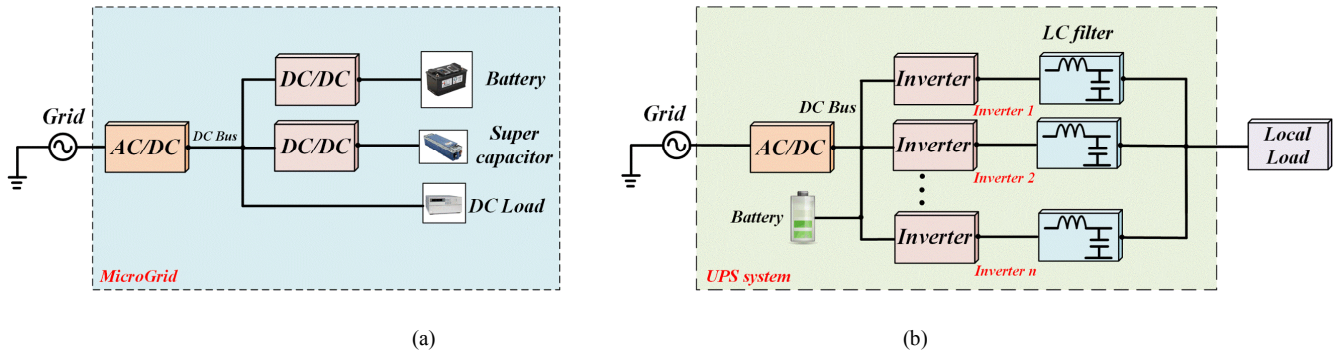 Grid
AC/DC
DC Bus
DC/DC
Battery
DC/DC
Super
capacitor
DC Load
MicroGrid
(a)
Grid
AC/DC
DC Bus
Battery
Inverter
Inverter 1
LC filter
Inverter
Inverter 2
Inverter
Inverter n
Local
Load
UPS system
(b)